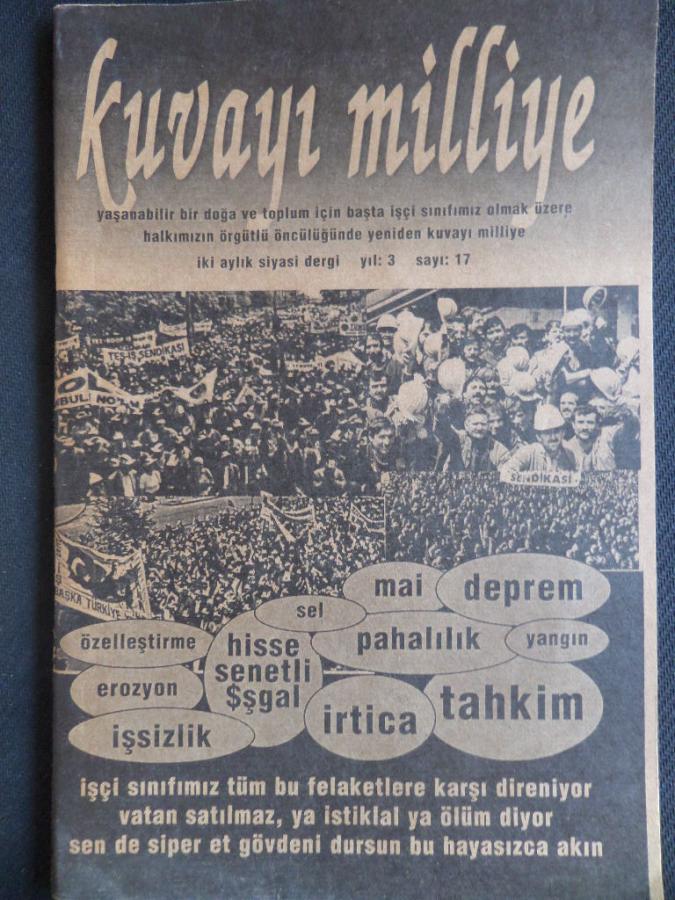 kuvayı milliye
yaşanabilir bir doğa ve toplum için başta işçi sınıfımız olmak üzere
halkımızın örgütlü öncülüğünde yeniden kuvayı milliye
iki aylık siyasi dergi yıl: 3 sayı: 17
TES-İŞ SENDİKASI
SENDİKASI
BAŞKA TÜRKİYE
mai
deprem
sel
özelleştirme
hisse
senetli
$şgal
pahalılık
yangın
erozyon
işsizlik
irtica
tahkim
işçi sınıfımız tüm bu felaketlere karşı direniyor
vatan satılmaz, ya istiklal ya ölüm diyor
sen de siper et gövdeni dursun bu hayasızca akın